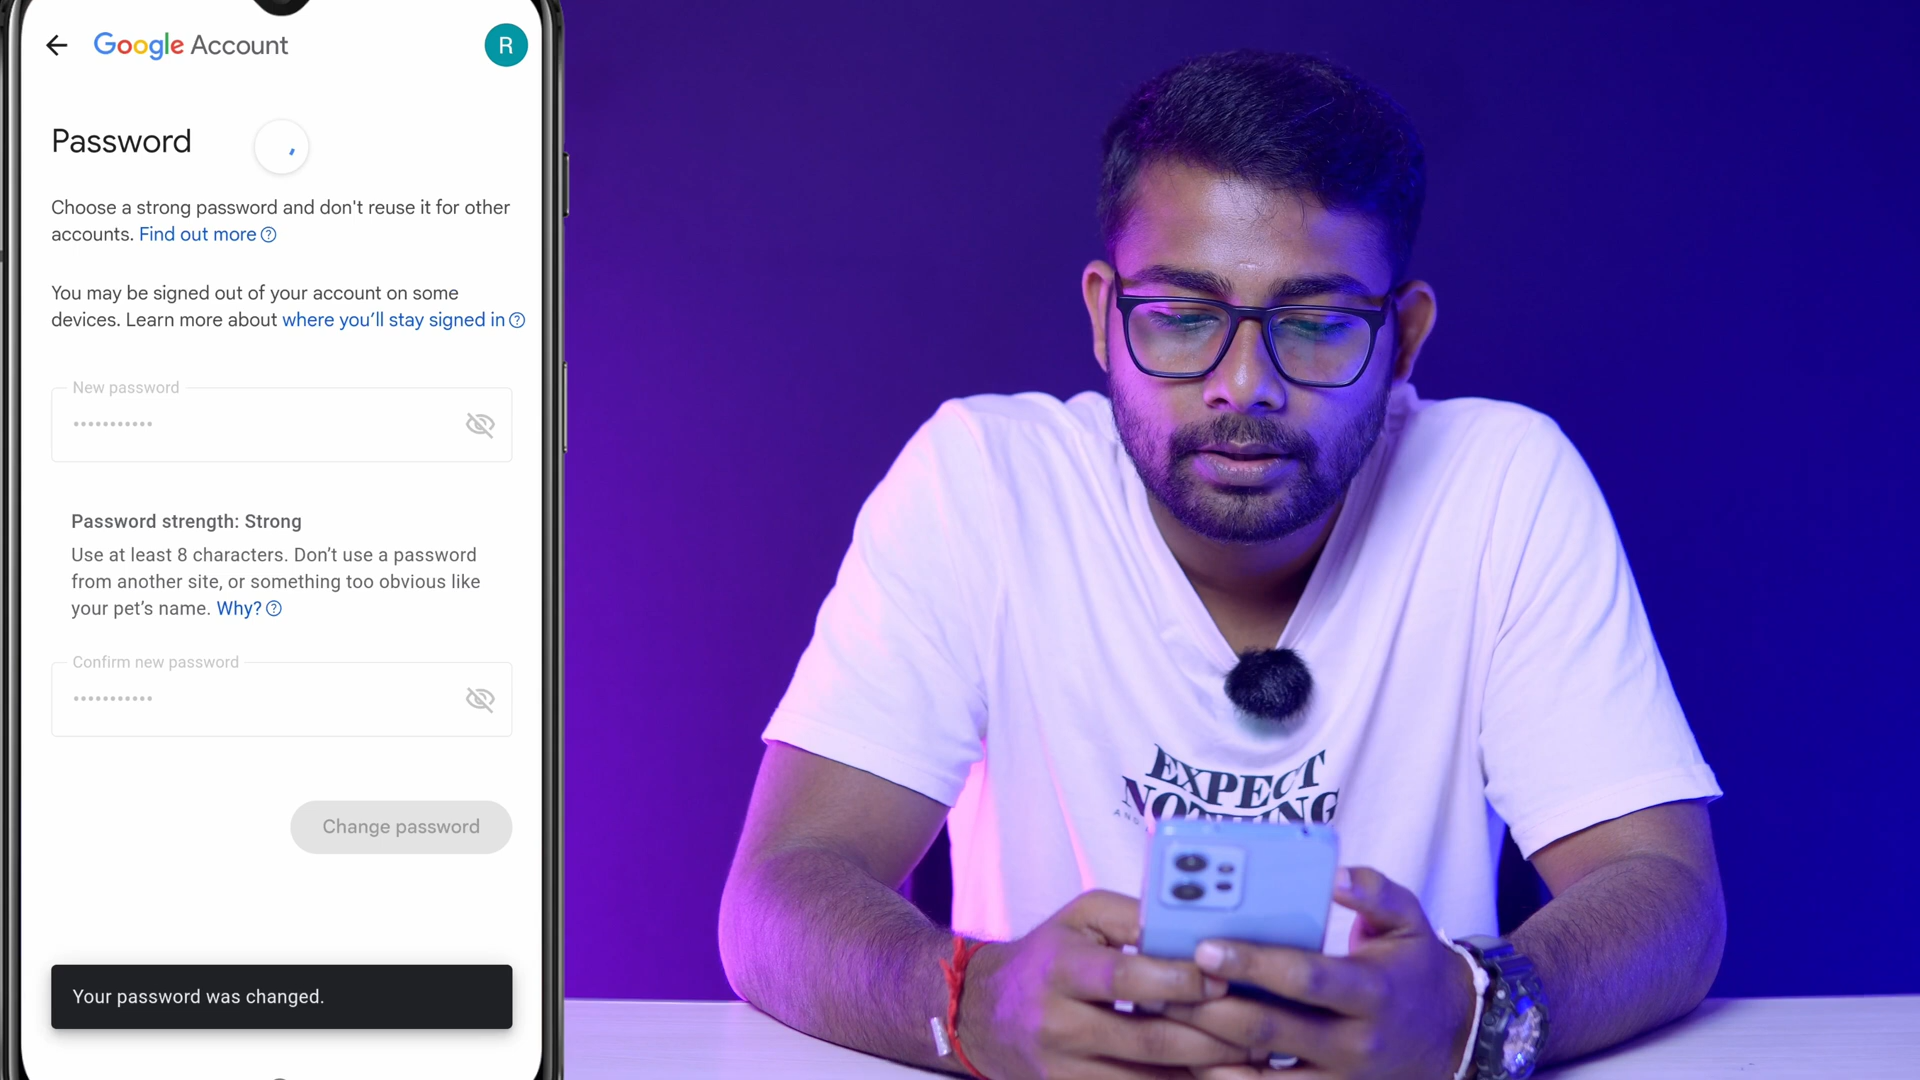 Google Account
R
Password
Choose a strong password and don't reuse it for other
accounts. Find out more
You may be signed out of your account on some
devices. Learn more about where you'll stay signed in
New password
•••••••••••
Password strength: Strong
Use at least 8 characters. Don't use a password
from another site, or something too obvious like
your pet's name. Why?
Confirm new password
•••••••••••
Change password
Your password was changed.
EXPECT
NOTHING